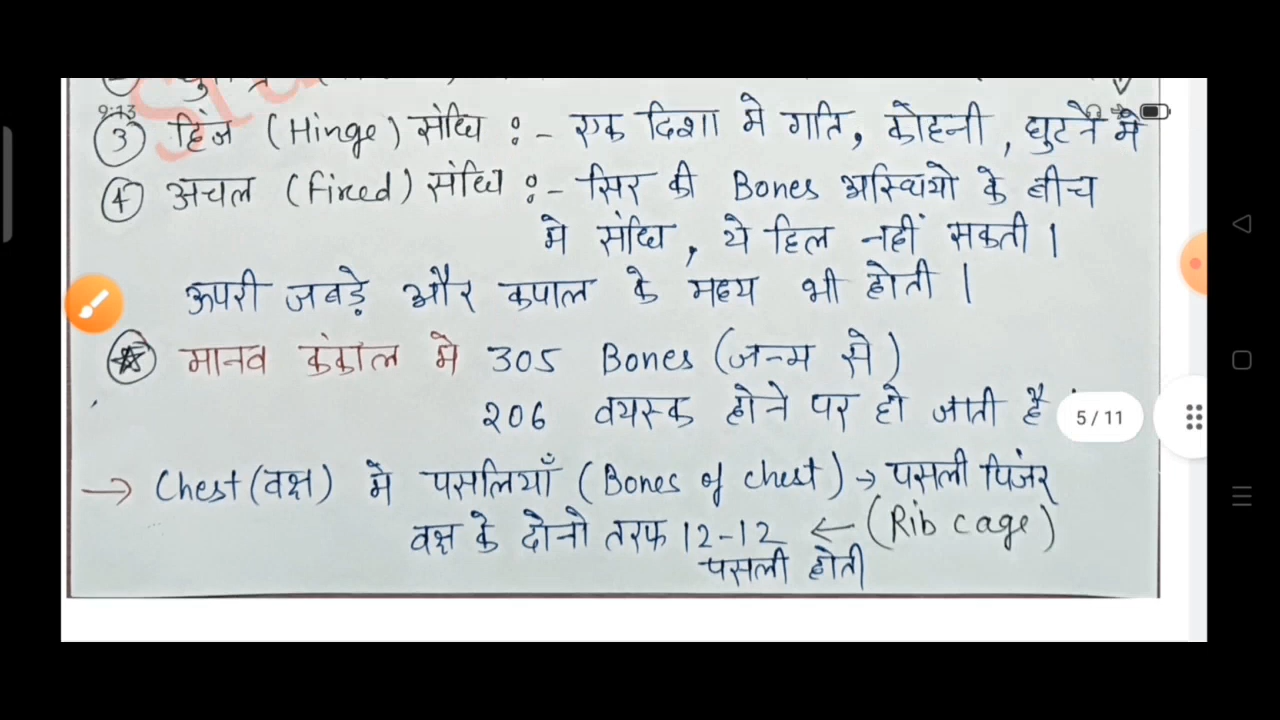 9:13
③ हिंज (Hinge) संधि :- एक दिशा मे गति, कोहनी, घुटने मे
④ अचल (Fixed) संधि :- सिर की Bones अस्थियो के बीच
मे संधि, ये हिल नहीं सकती।
ऊपरी जबड़े और कपाल के मध्य भी होती।
मानव कंकाल मे 305 Bones (जन्म से)
206 वयस्क होने पर हो जाती है
5 / 11
→ Chest (वक्ष) मे पसलियाँ (Bones of chest) → पसली पिंजर
वक्ष के दोनो तरफ 12-12 ← (Rib cage)
पसली होती